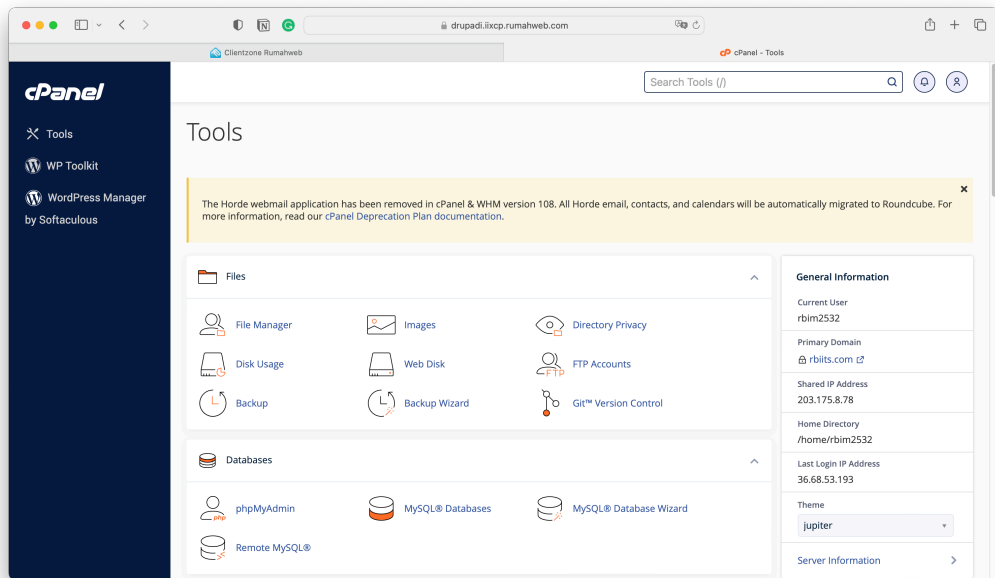 drupadi.iixcp.rumahweb.com
Clientzone Rumahweb
cP cPanel - Tools
cPanel
Search Tools (/)
Tools
WP Toolkit
WordPress Manager
by Softaculous
Tools
The Horde webmail application has been removed in cPanel & WHM version 108. All Horde email, contacts, and calendars will be automatically migrated to Roundcube. For
more information, read our cPanel Deprecation Plan documentation.
Files
File Manager
Images
Directory Privacy
Disk Usage
Web Disk
FTP
FTP Accounts
Backup
Backup Wizard
Git™ Version Control
Databases
php
phpMyAdmin
MySQL® Databases
MySQL® Database Wizard
Remote MySQL®
General Information
Current User
rbim2532
Primary Domain
rbiits.com
Shared IP Address
203.175.8.78
Home Directory
/home/rbim2532
Last Login IP Address
36.68.53.193
Theme
jupiter
Server Information